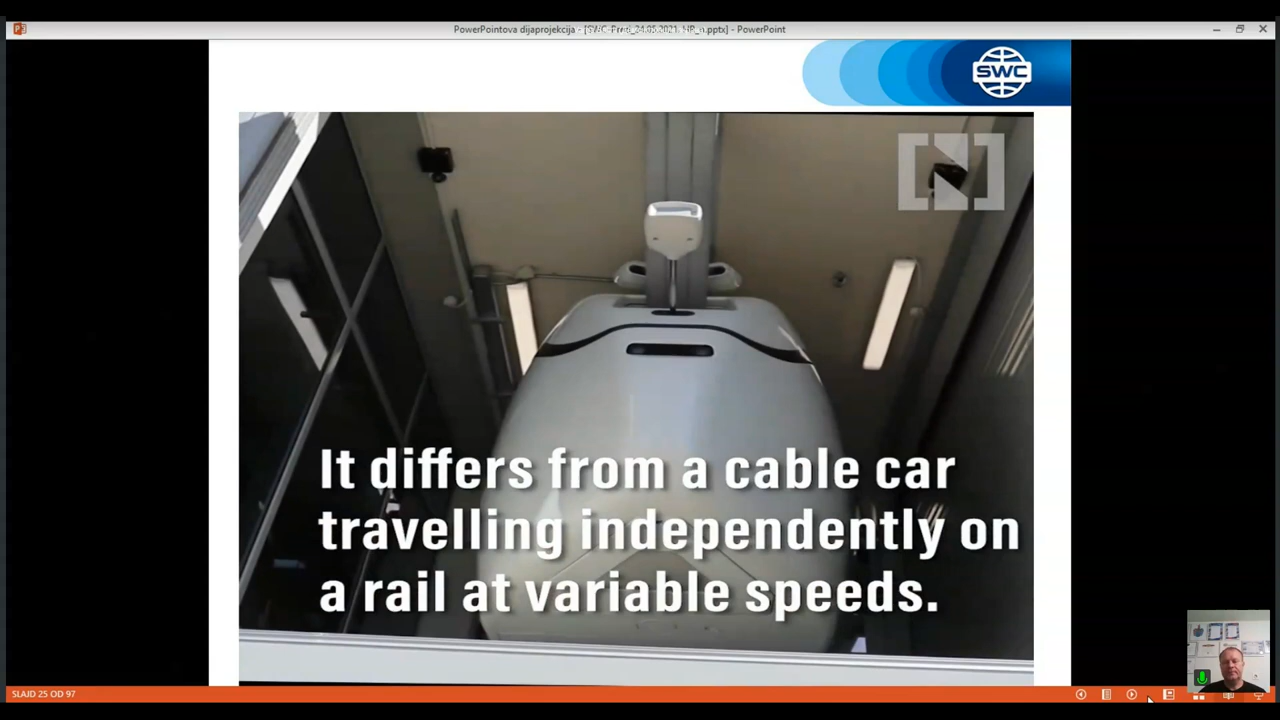 PowerPointova dijaprojekcija - [SWC-Prez_24.05.2021_HR_n.pptx] - PowerPoint
SWC
[N]
It differs from a cable car
travelling independently on
a rail at variable speeds.
SLAJD 25 OD 97